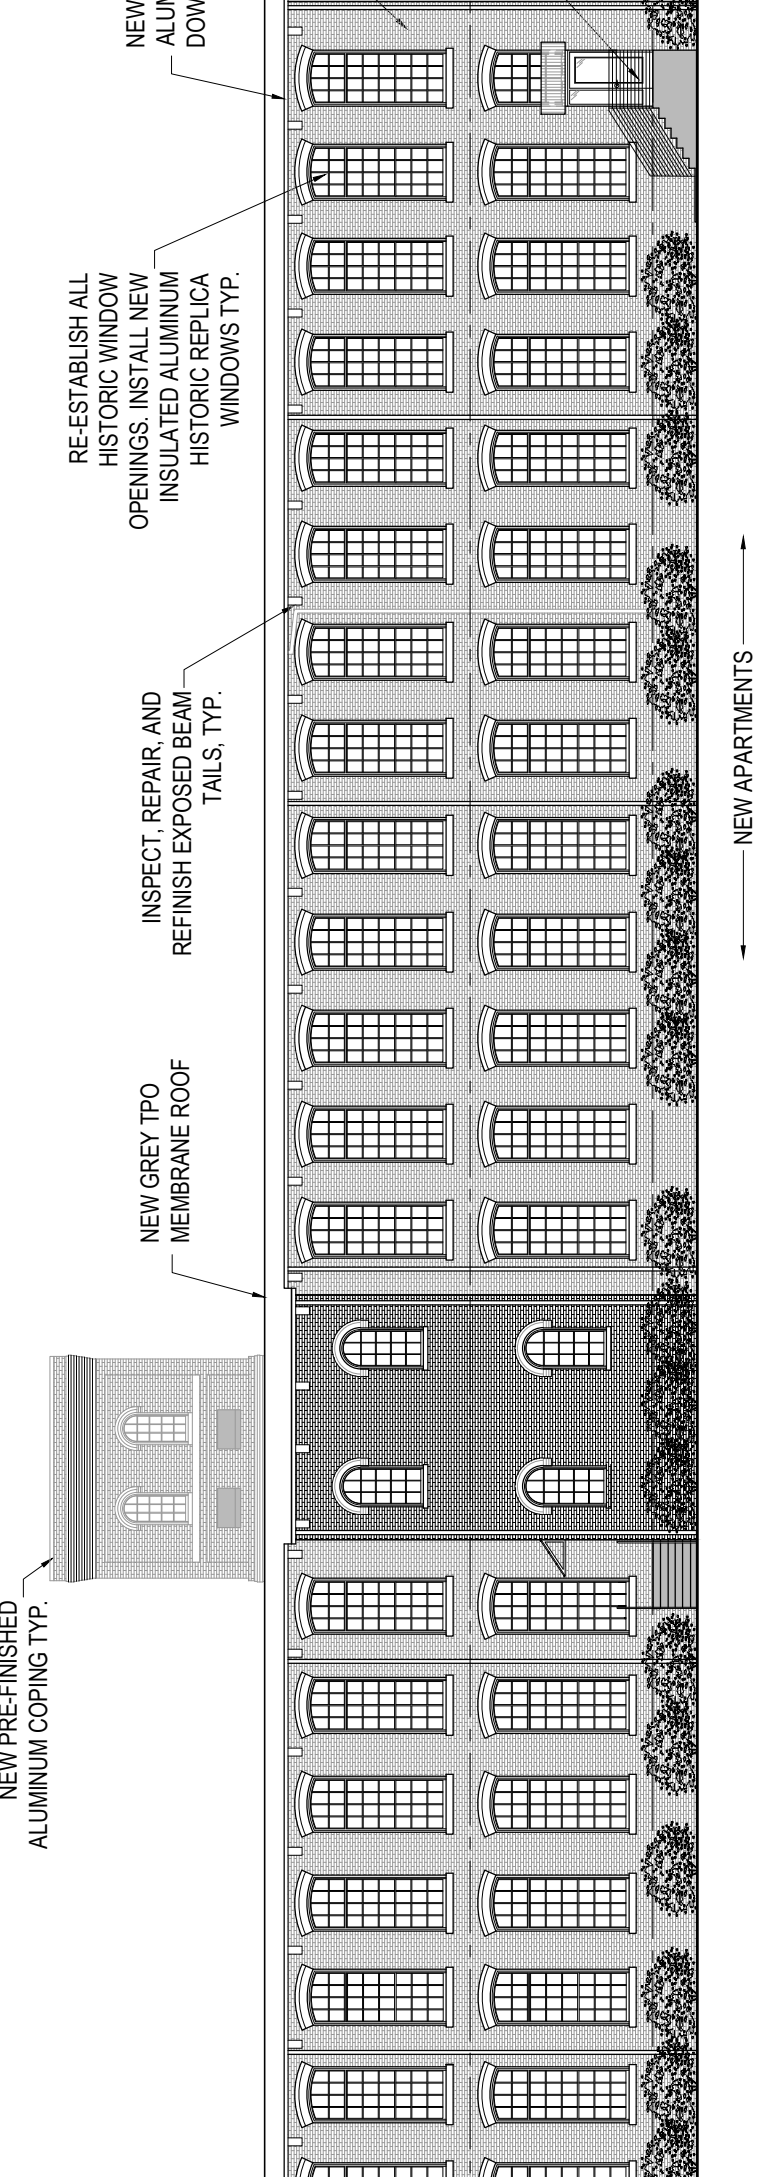 NEW PRE-FINISHED
ALUMINUM COPING TYP.
NEW GREY TPO
MEMBRANE ROOF
INSPECT, REPAIR, AND
REFINISH EXPOSED BEAM
TAILS, TYP.
RE-ESTABLISH ALL
HISTORIC WINDOW
OPENINGS. INSTALL NEW
INSULATED ALUMINUM
HISTORIC REPLICA
WINDOWS TYP.
NEW
NEW APARTMENTS